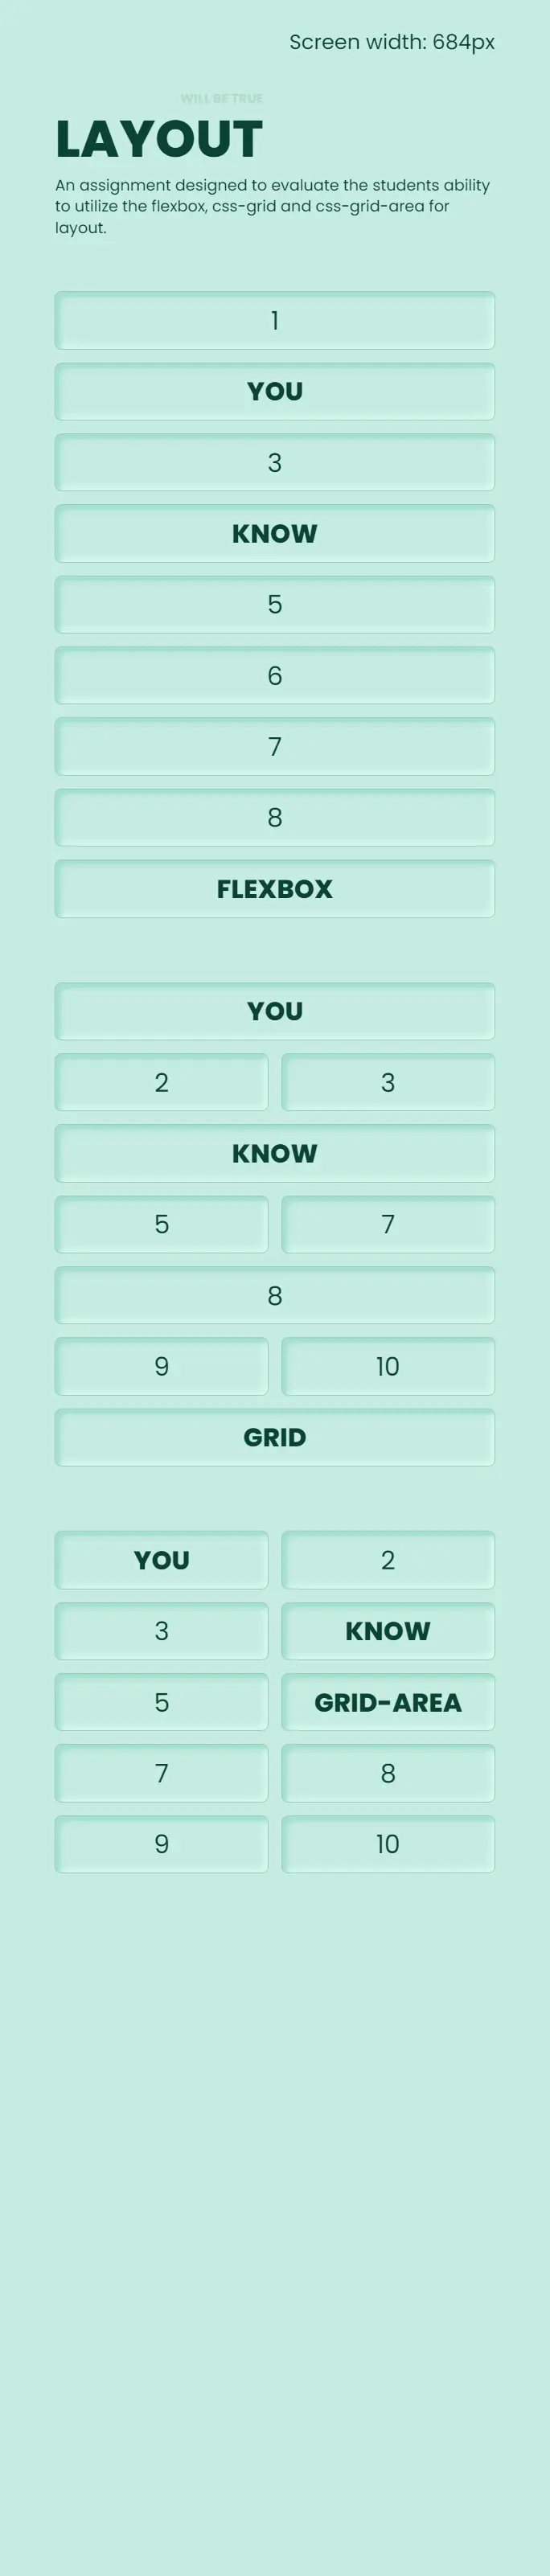 Screen width: 684px
WILL BE TRUE
LAYOUT
An assignment designed to evaluate the students ability
to utilize the flexbox, css-grid and css-grid-area for
layout.
1
YOU
3
KNOW
5
6
7
8
FLEXBOX
YOU
2 3
KNOW
5 7
8
9 10
GRID
YOU 2
3 KNOW
5 GRID-AREA
7 8
9 10